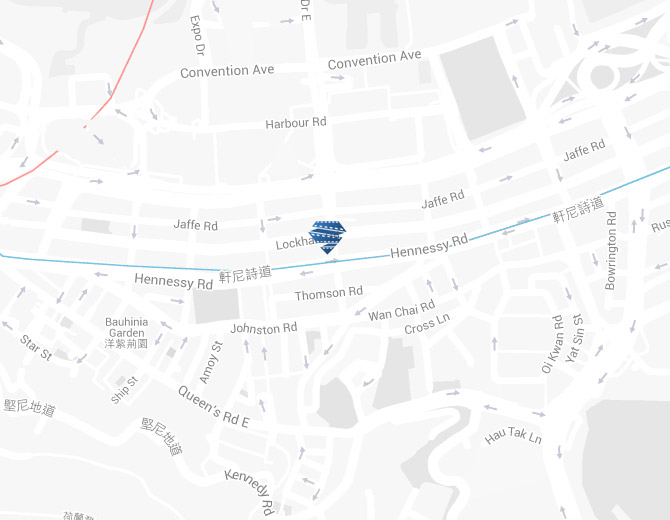 Expo Dr
Dr E
Convention Ave
Convention Ave
Harbour Rd
Jaffe Rd
Jaffe Rd
Jaffe Rd
Lockha
Hennessy Rd
軒尼詩道
Bowrington Rd
Rus
Hennessy Rd
軒尼詩道
Thomson Rd
Wan Chai Rd
Cross Ln
Johnston Rd
Bauhinia
Garden
洋紫荊園
Star St
Ship St
Amoy St
Oi Kwan Rd
Yat Sin St
Queen's Rd E
堅尼地道
堅尼地道
Hau Tak Ln
Kennedy Rd